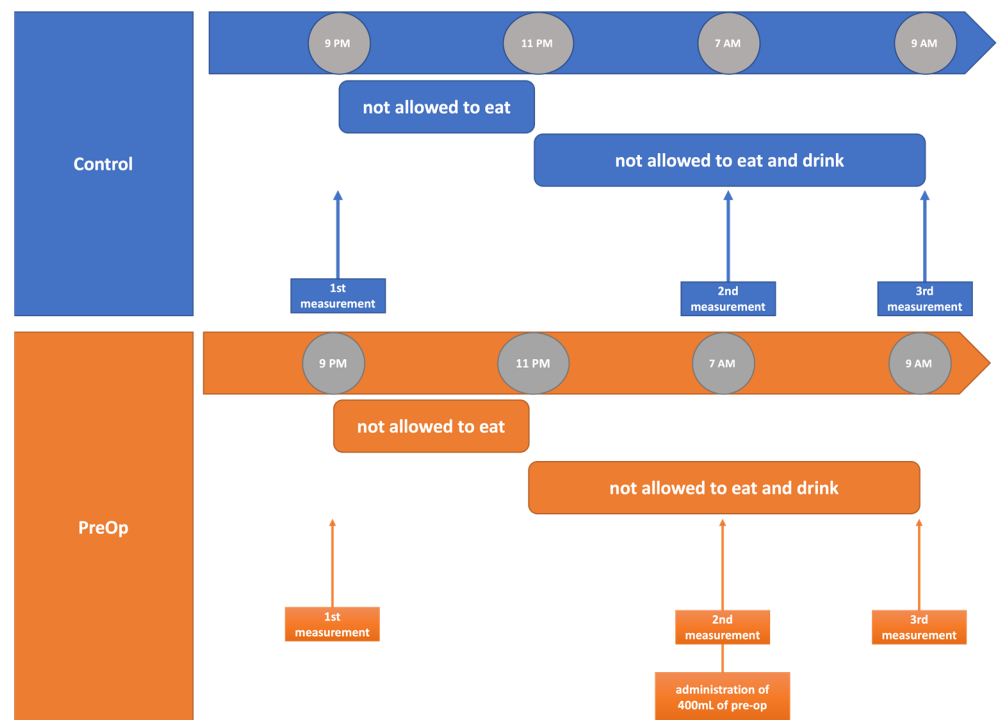 9 PM
11 PM
7 AM
9 AM
not allowed to eat
not allowed to eat and drink
Control
1st
measurement
2nd
measurement
3rd
measurement
9 PM
11 PM
7 AM
9 AM
not allowed to eat
not allowed to eat and drink
PreOp
1st
measurement
2nd
measurement
3rd
measurement
administration of
400mL of pre-op